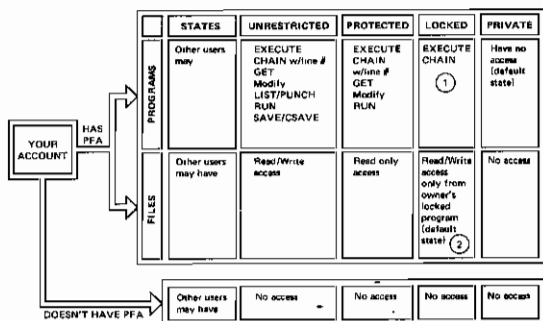 STATES UNRESTRICTED PROTECTED LOCKED PRIVATE
YOUR ACCOUNT
HAS PFA
PROGRAMS
Other users
may
EXECUTE
CHAIN w/line #
GET
Modify
LIST/PUNCH
RUN
SAVE/CSAVE
EXECUTE
CHAIN
w/line #
GET
Modify
RUN
EXECUTE
CHAIN
1
Have no
access
(default
state)
FILES
Other users
may have
Read/Write
access
Read only
access
Read/Write
access
only from
owner's
locked
program
(default
state)
2
No access
DOESN'T HAVE PFA
Other users
may have
No access
No access
No access
No access